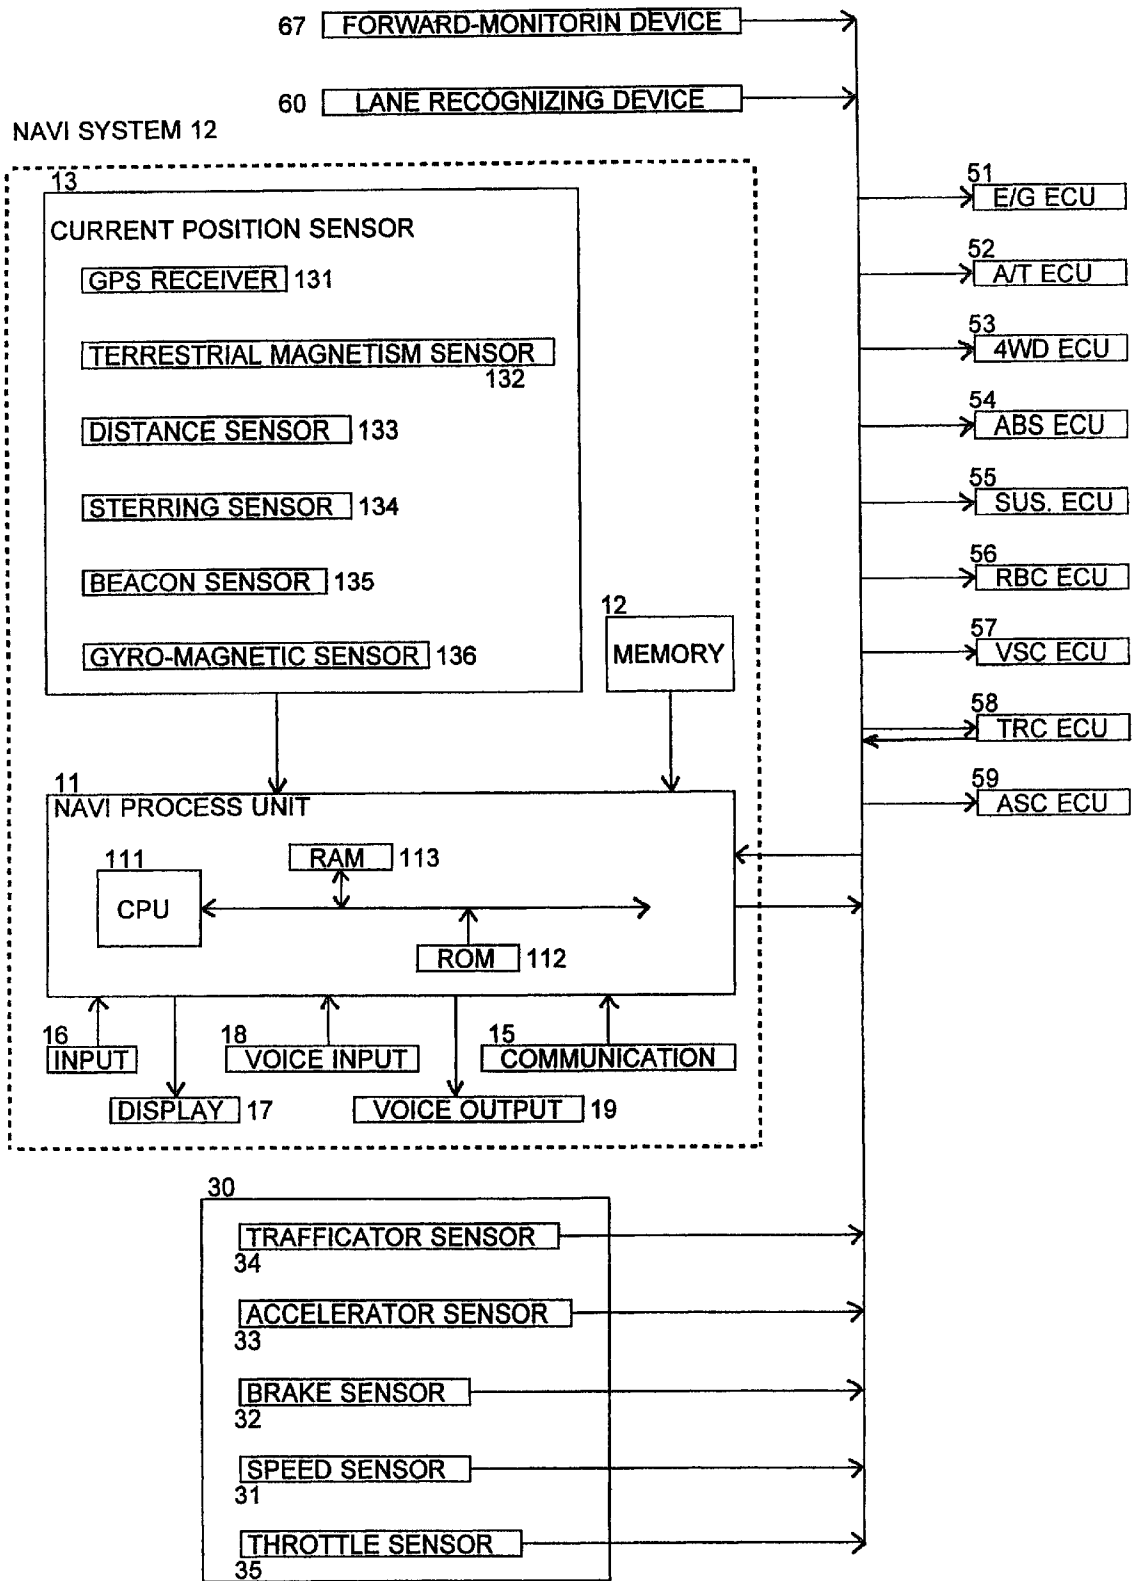 67 FORWARD-MONITORIN DEVICE
60 LANE RECOGNIZING DEVICE
NAVI SYSTEM 12
13
CURRENT POSITION SENSOR
GPS RECEIVER 131
TERRESTRIAL MAGNETISM SENSOR
132
DISTANCE SENSOR 133
STERRING SENSOR 134
BEACON SENSOR 135
GYRO-MAGNETIC SENSOR 136
12
MEMORY
11
NAVI PROCESS UNIT
111
CPU
RAM 113
ROM 112
16
INPUT
18
VOICE INPUT
15
COMMUNICATION
DISPLAY 17
VOICE OUTPUT 19
51
E/G ECU
52
A/T ECU
53
4WD ECU
54
ABS ECU
55
SUS. ECU
56
RBC ECU
57
VSC ECU
58
TRC ECU
59
ASC ECU
30
TRAFFICATOR SENSOR
34
ACCELERATOR SENSOR
33
BRAKE SENSOR
32
SPEED SENSOR
31
THROTTLE SENSOR
35